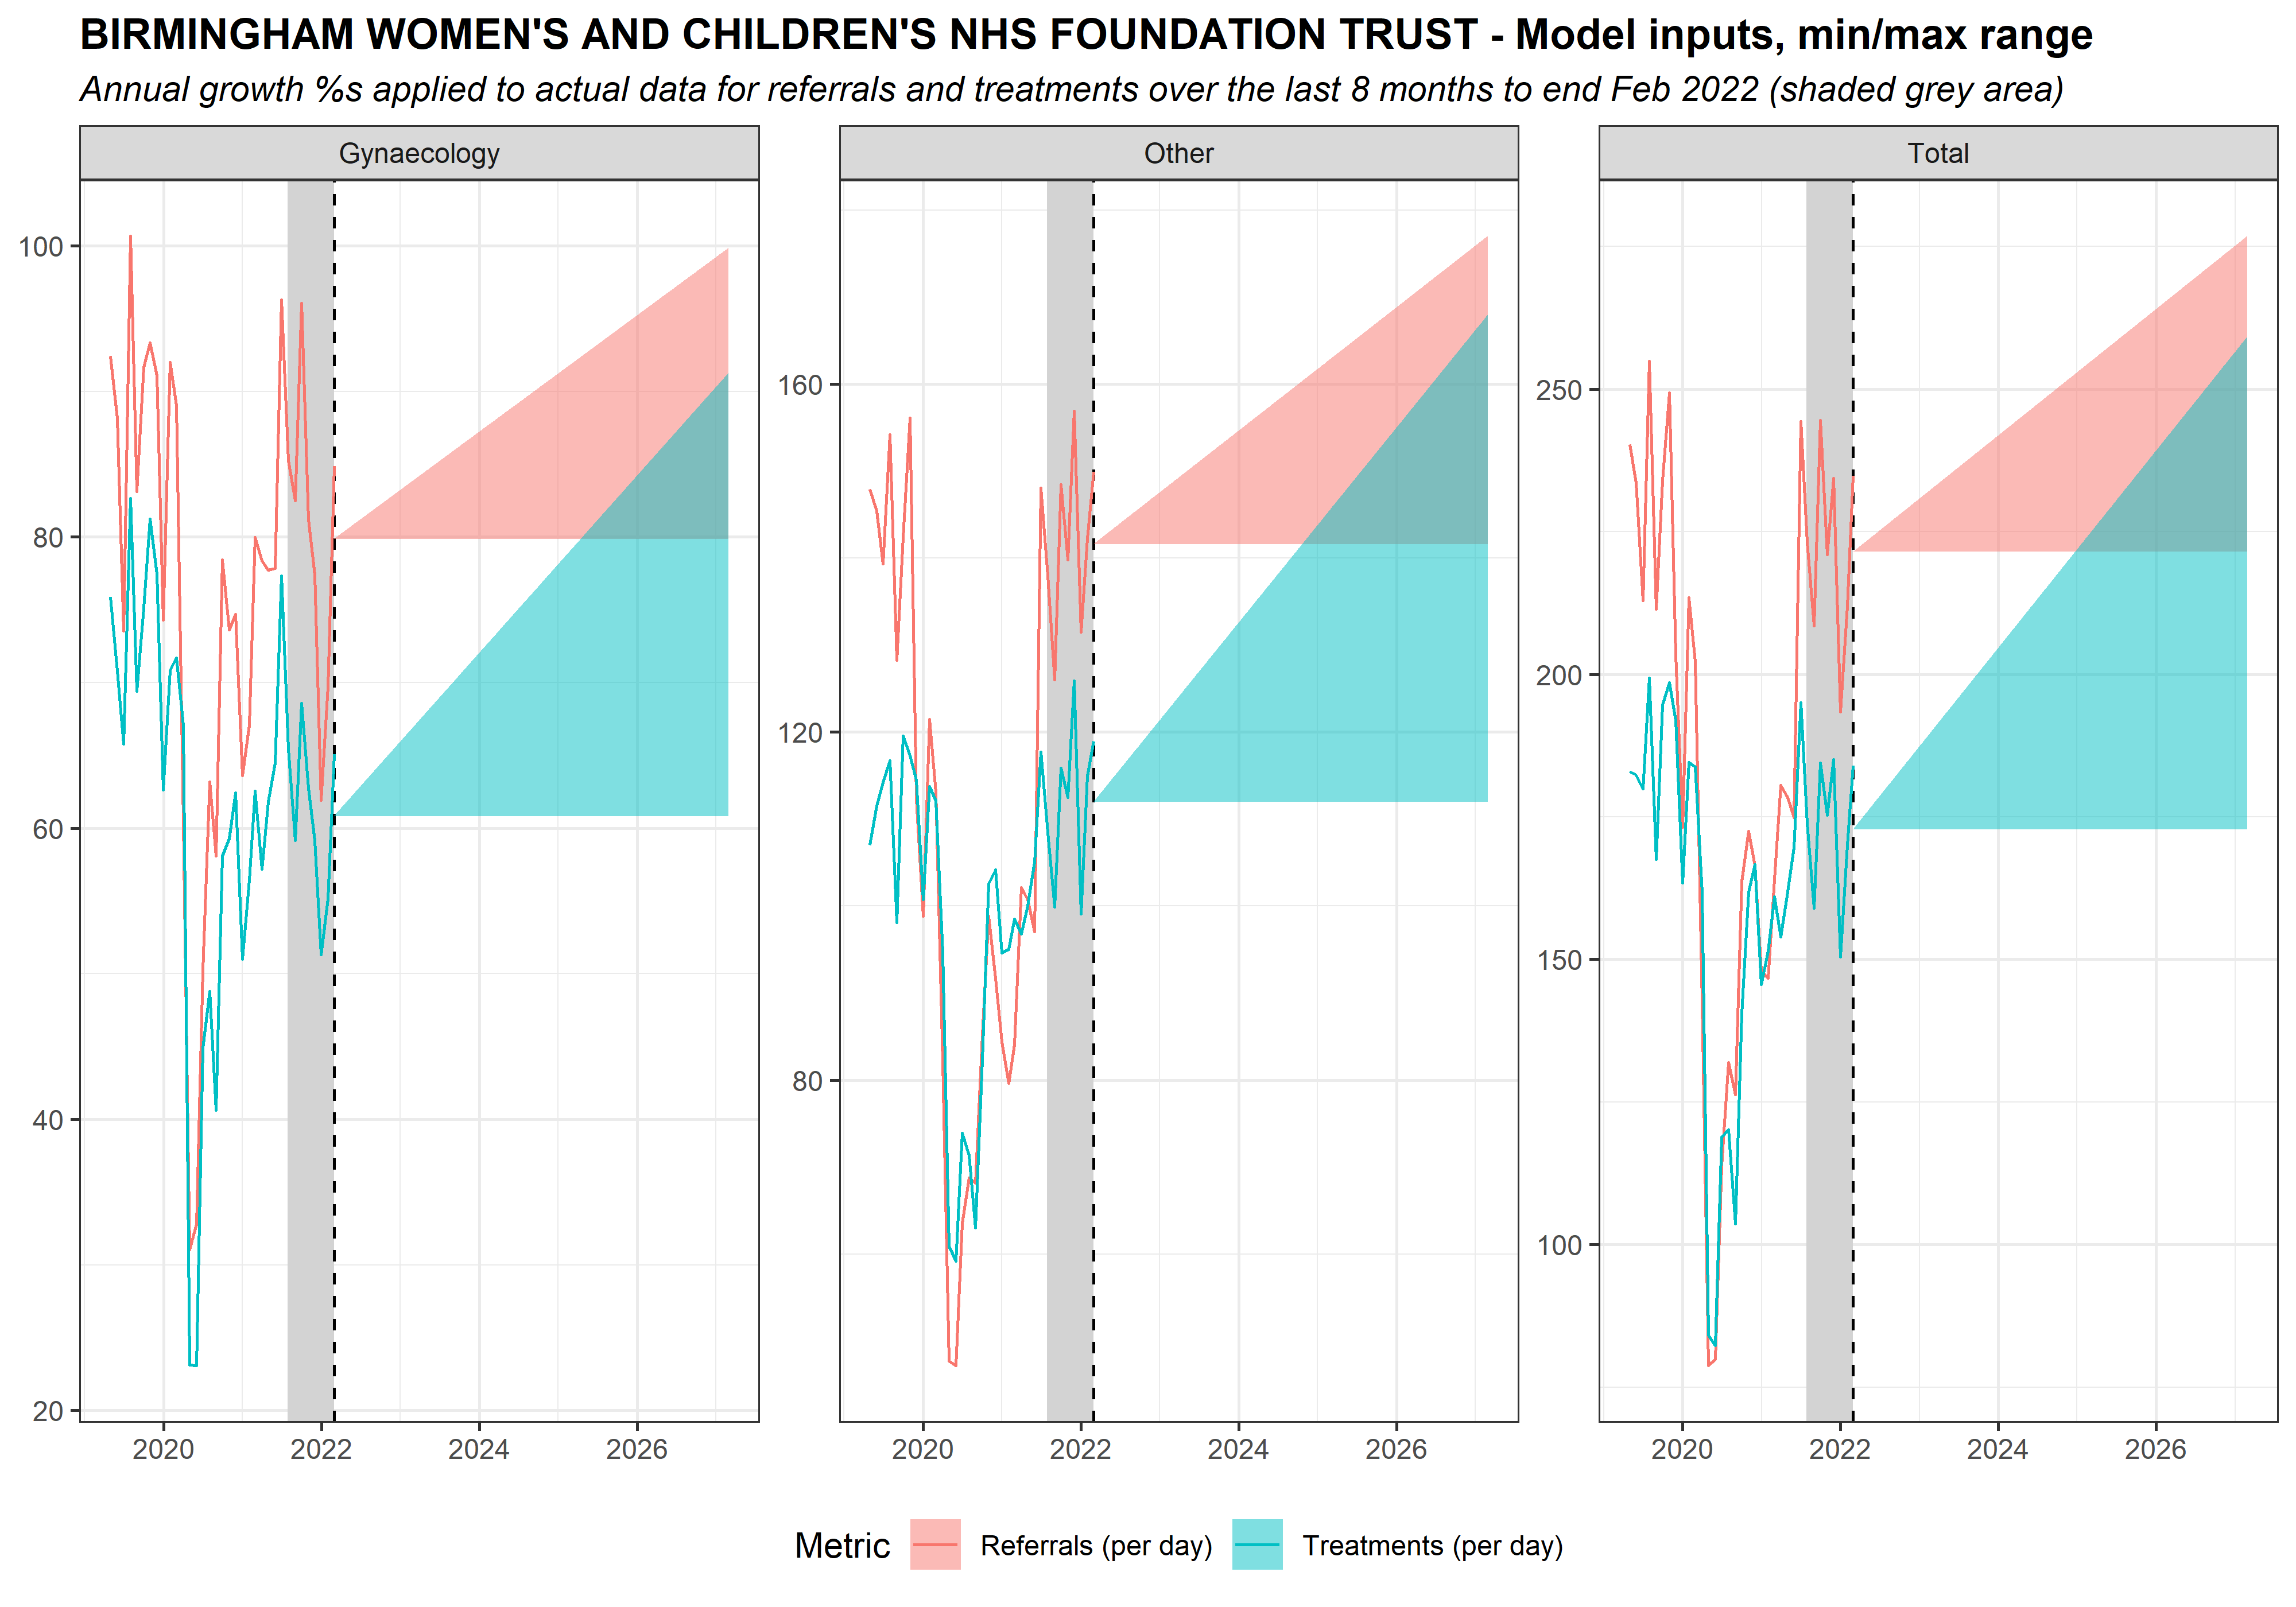 BIRMINGHAM WOMEN'S AND CHILDREN'S NHS FOUNDATION TRUST - Model inputs, min/max range
Annual growth %s applied to actual data for referrals and treatments over the last 8 months to end Feb 2022 (shaded grey area)
Gynaecology
Other
Total
100
80
60
40
20
160
120
80
250
200
150
100
2020 2022 2024 2026
2020 2022 2024 2026
2020 2022 2024 2026
Metric Referrals (per day) Treatments (per day)